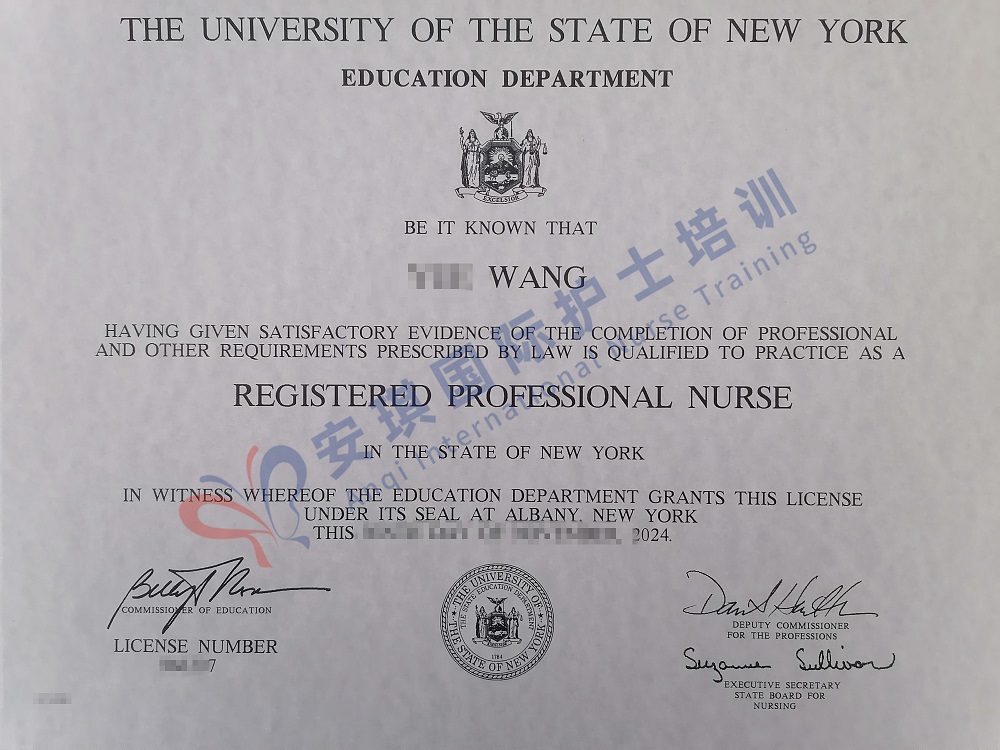 THE UNIVERSITY OF THE STATE OF NEW YORK
EDUCATION DEPARTMENT
EXCELSIOR
BE IT KNOWN THAT
WANG
HAVING GIVEN SATISFACTORY EVIDENCE OF THE COMPLETION OF PROFESSIONAL
AND OTHER REQUIREMENTS PRESCRIBED BY LAW IS QUALIFIED TO PRACTICE AS A
REGISTERED PROFESSIONAL NURSE
IN THE STATE OF NEW YORK
IN WITNESS WHEREOF THE EDUCATION DEPARTMENT GRANTS THIS LICENSE
UNDER ITS SEAL AT ALBANY, NEW YORK
THIS 2024.
安琪国际护士培训
Anqi International Nurse Training
COMMISSIONER OF EDUCATION
LICENSE NUMBER
7
THE UNIVERSITY OF THE STATE OF NEW YORK
THE STATE EDUCATION DEPARTMENT
1784
DEPUTY COMMISSIONER
FOR THE PROFESSIONS
Suzanne Sullivan
EXECUTIVE SECRETARY
STATE BOARD FOR
NURSING